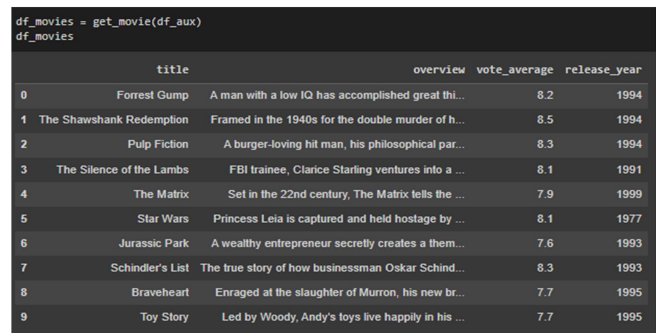 df_movies = get_movie(df_aux)
df_movies
title overview vote_average release_year
0 Forrest Gump A man with a low IQ has accomplished great thi... 8.2 1994
1 The Shawshank Redemption Framed in the 1940s for the double murder of h... 8.5 1994
2 Pulp Fiction A burger-loving hit man, his philosophical par... 8.3 1994
3 The Silence of the Lambs FBI trainee, Clarice Starling ventures into a ... 8.1 1991
4 The Matrix Set in the 22nd century, The Matrix tells the ... 7.9 1999
5 Star Wars Princess Leia is captured and held hostage by ... 8.1 1977
6 Jurassic Park A wealthy entrepreneur secretly creates a them... 7.6 1993
7 Schindler's List The true story of how businessman Oskar Schind... 8.3 1993
8 Braveheart Enraged at the slaughter of Murron, his new br... 7.7 1995
9 Toy Story Led by Woody, Andy's toys live happily in his ... 7.7 1995